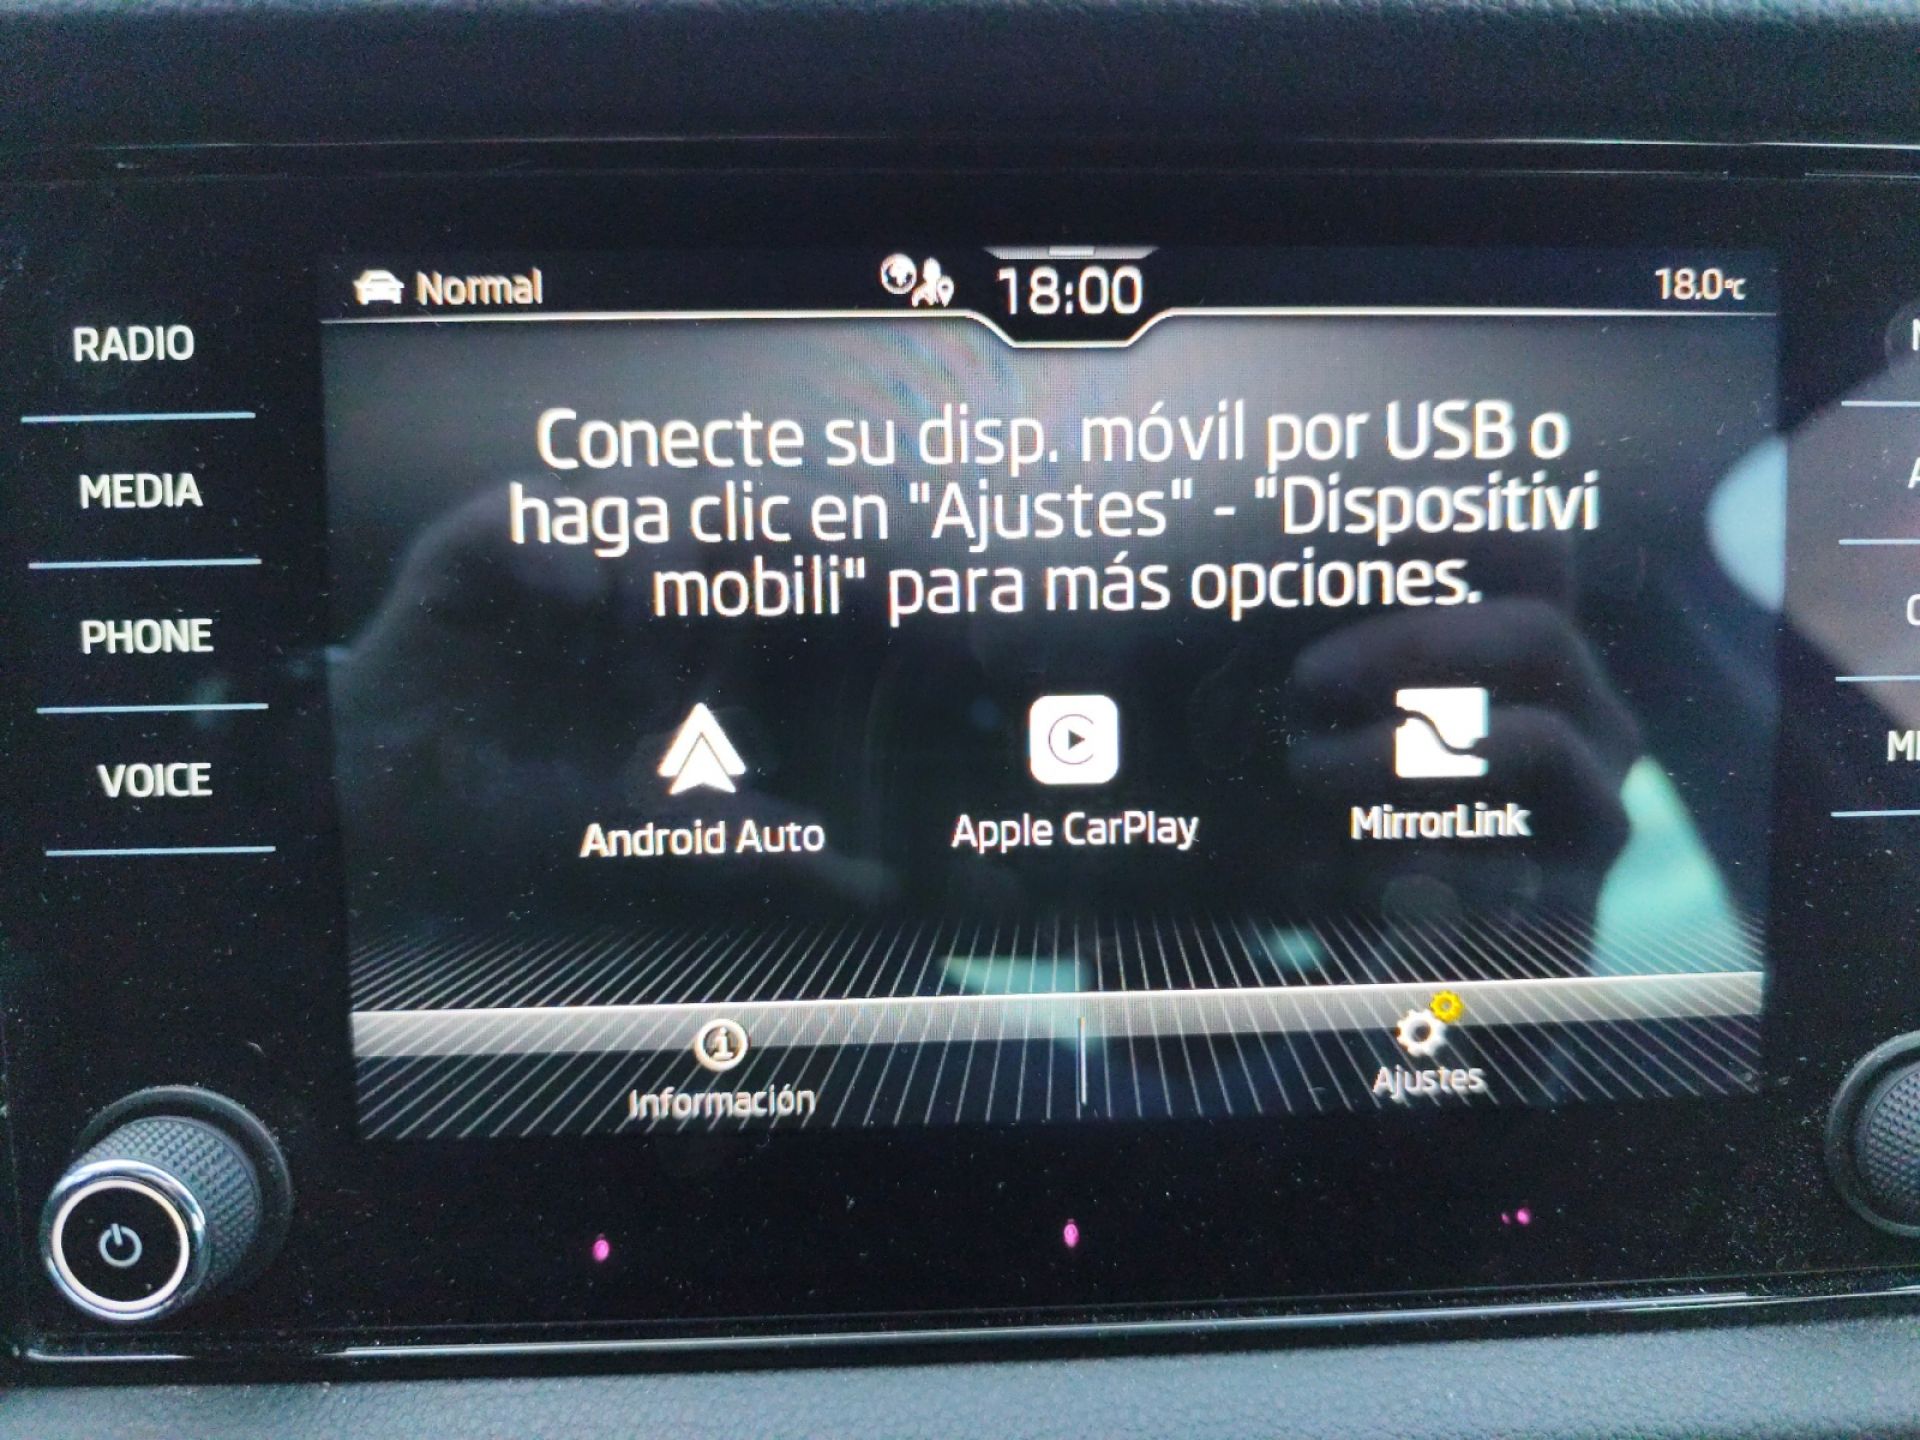 Normal
18:00
18.0°C
RADIO
MEDIA
PHONE
VOICE
Conecte su disp. móvil por USB o
haga clic en "Ajustes" - "Dispositivi
mobili" para más opciones.
Android Auto
Apple CarPlay
MirrorLink
Información
Ajustes